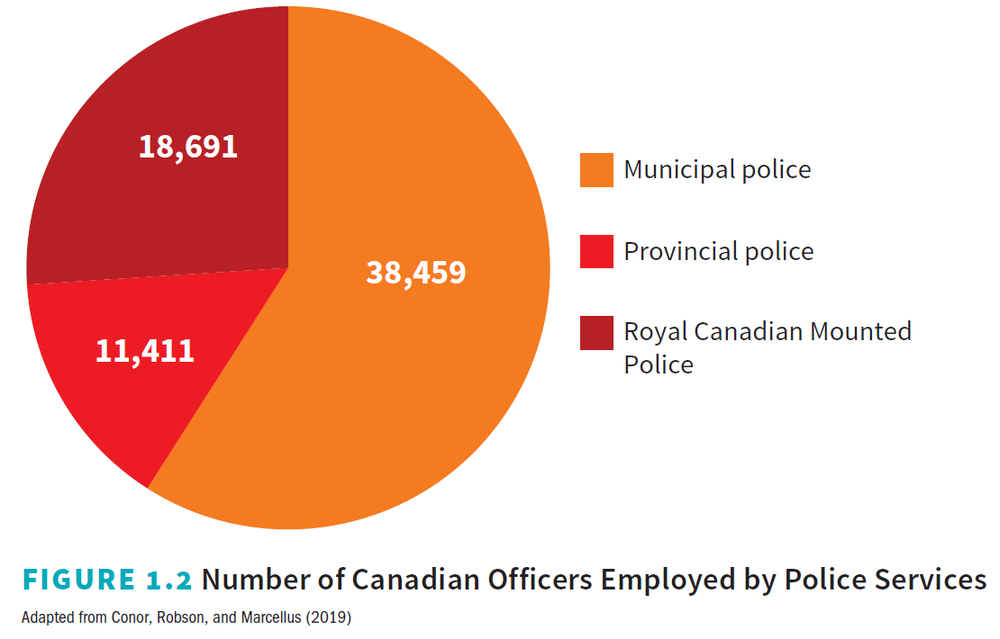 18,691
38,459
11,411
Municipal police
Provincial police
Royal Canadian Mounted
Police
FIGURE 1.2 Number of Canadian Officers Employed by Police Services
Adapted from Conor, Robson, and Marcellus (2019)